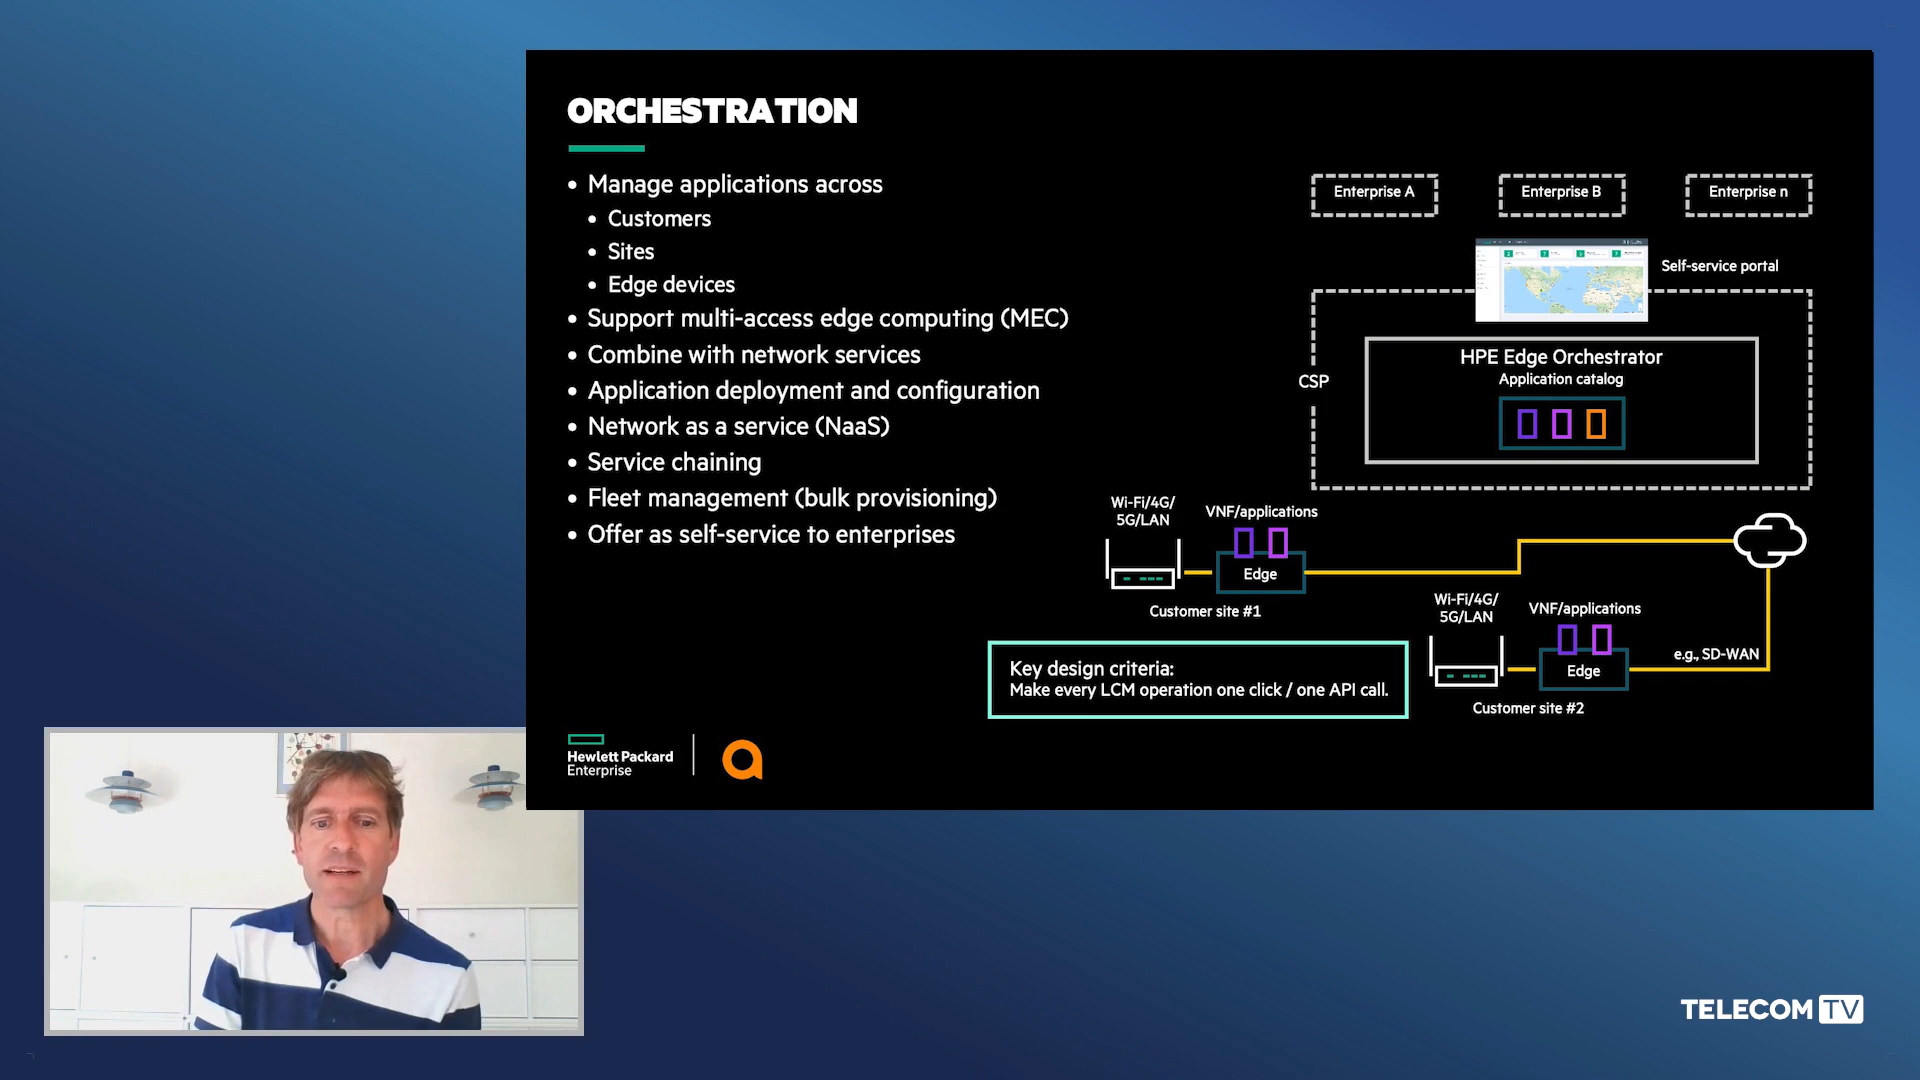 ORCHESTRATION
• Manage applications across
• Customers
• Sites
• Edge devices
• Support multi-access edge computing (MEC)
• Combine with network services
• Application deployment and configuration
• Network as a service (NaaS)
• Service chaining
• Fleet management (bulk provisioning)
• Offer as self-service to enterprises
Enterprise A
Enterprise B
Enterprise n
Self-service portal
CSP
HPE Edge Orchestrator
Application catalog
Wi-Fi/4G/
5G/LAN
VNF/applications
Edge
Customer site #1
Wi-Fi/4G/
5G/LAN
VNF/applications
Edge
e.g., SD-WAN
Customer site #2
Key design criteria:
Make every LCM operation one click / one API call.
Hewlett Packard
Enterprise
TELECOM TV